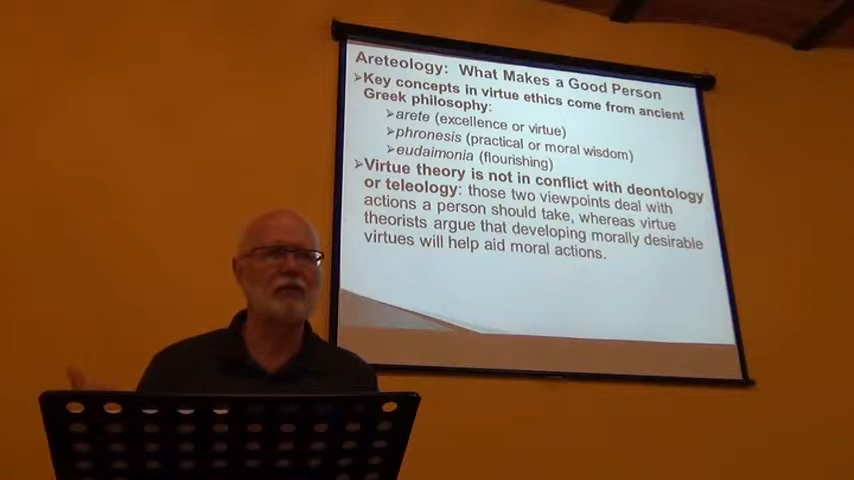 Areteology: What Makes a Good Person
➢Key concepts in virtue ethics come from ancient
Greek philosophy:
➢arete (excellence or virtue)
➢phronesis (practical or moral wisdom)
➢eudaimonia (flourishing)
➢Virtue theory is not in conflict with deontology
or teleology: those two viewpoints deal with
actions a person should take, whereas virtue
theorists argue that developing morally desirable
virtues will help aid moral actions.